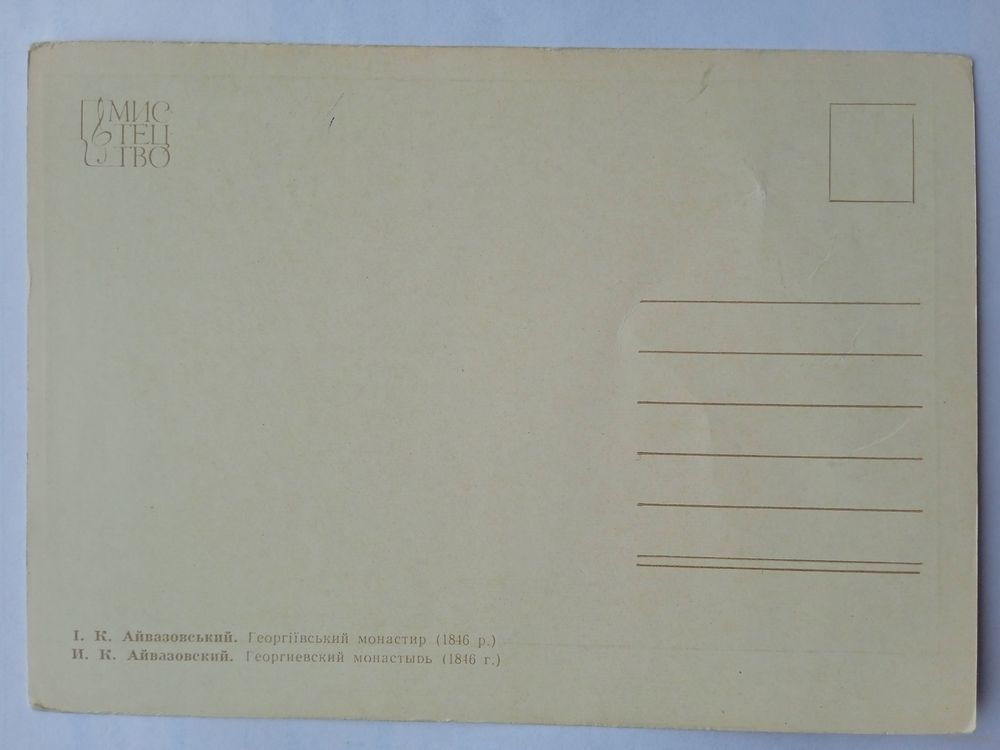 МИС
ТЕЦ
ТВО
І. К. Айвазовський. Георгіївський монастир (1846 р.)
И. К. Айвазовский. Георгиевский монастырь (1846 г.)